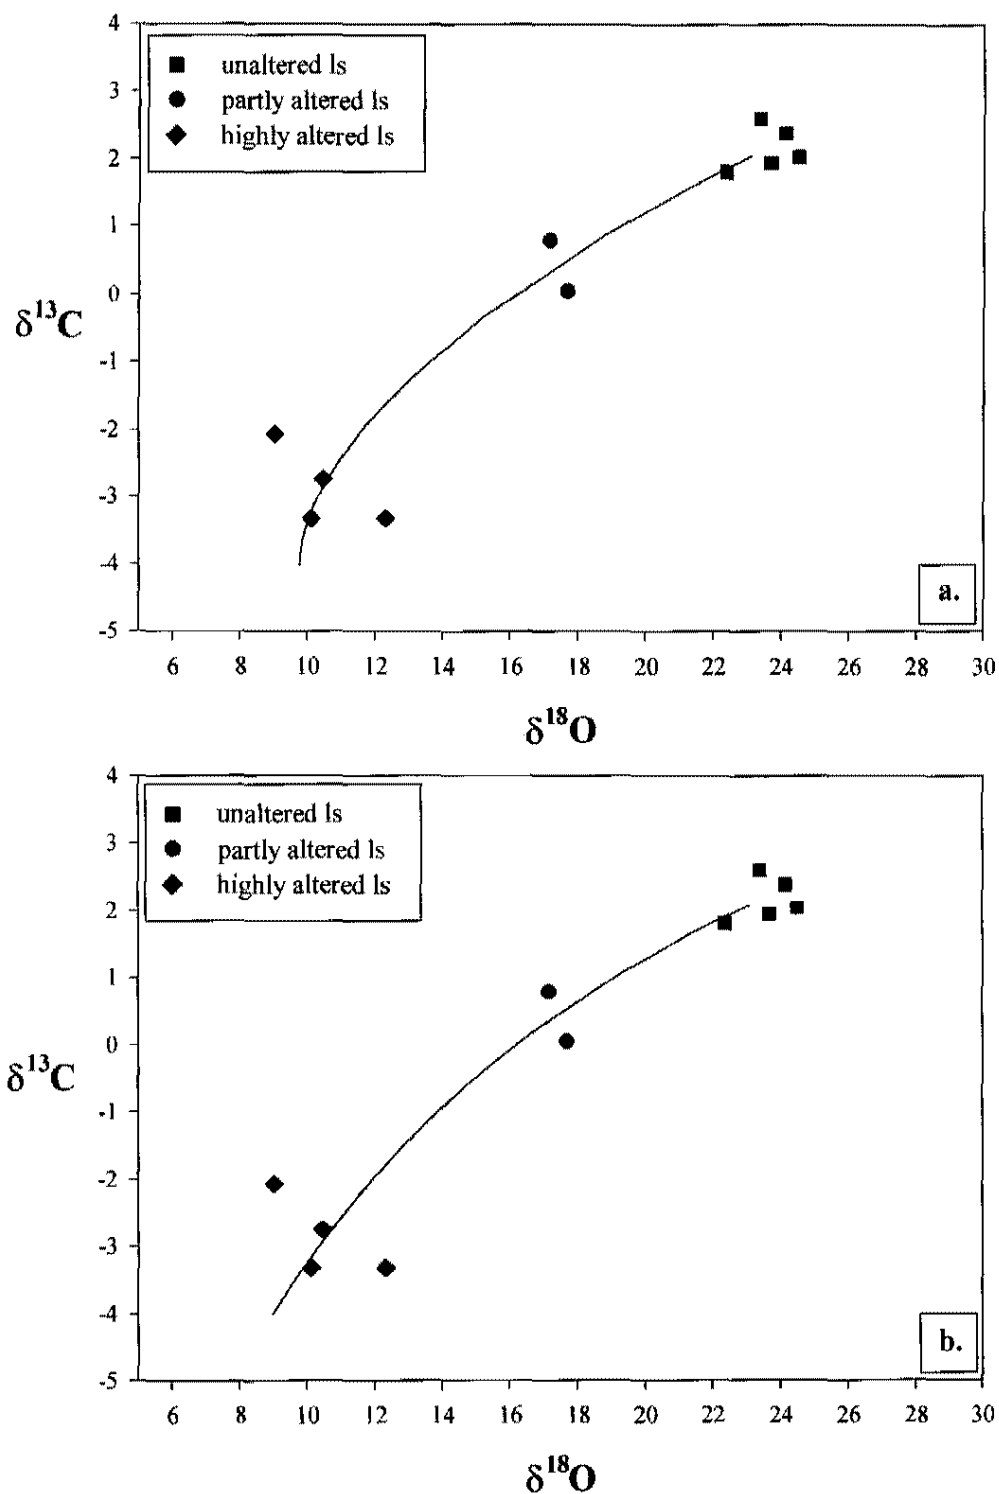 4
unaltered ls
3
partly altered ls
highly altered ls
2
1
0
δ¹³C
-1
-2
-3
-4
a.
-5
6 8 10 12 14 16 18 20 22 24 26 28 30
δ¹⁸O
4
unaltered ls
3
partly altered ls
highly altered ls
2
1
0
δ¹³C
-1
-2
-3
-4
b.
-5
6 8 10 12 14 16 18 20 22 24 26 28 30
δ¹⁸O